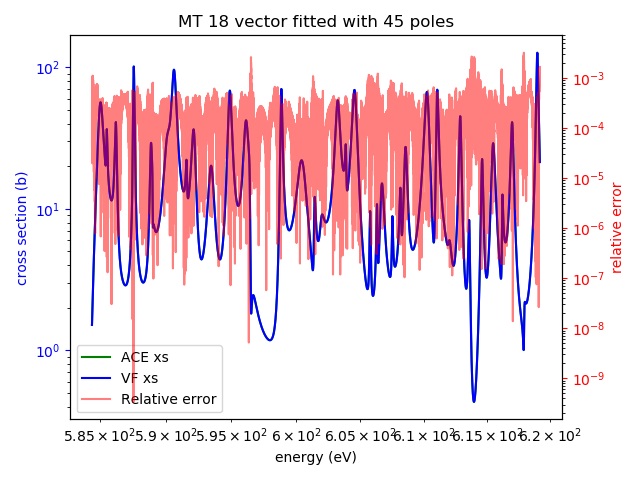 MT 18 vector fitted with 45 poles
10²
10¹
10⁰
cross section (b)
10⁻³
10⁻⁴
10⁻⁵
10⁻⁶
10⁻⁷
10⁻⁸
10⁻⁹
relative error
ACE xs
VF xs
Relative error
5.85×10² 5.9×10² 5.95×10² 6×10² 6.05×10² 6.1×10² 6.15×10² 6.2×10²
energy (eV)